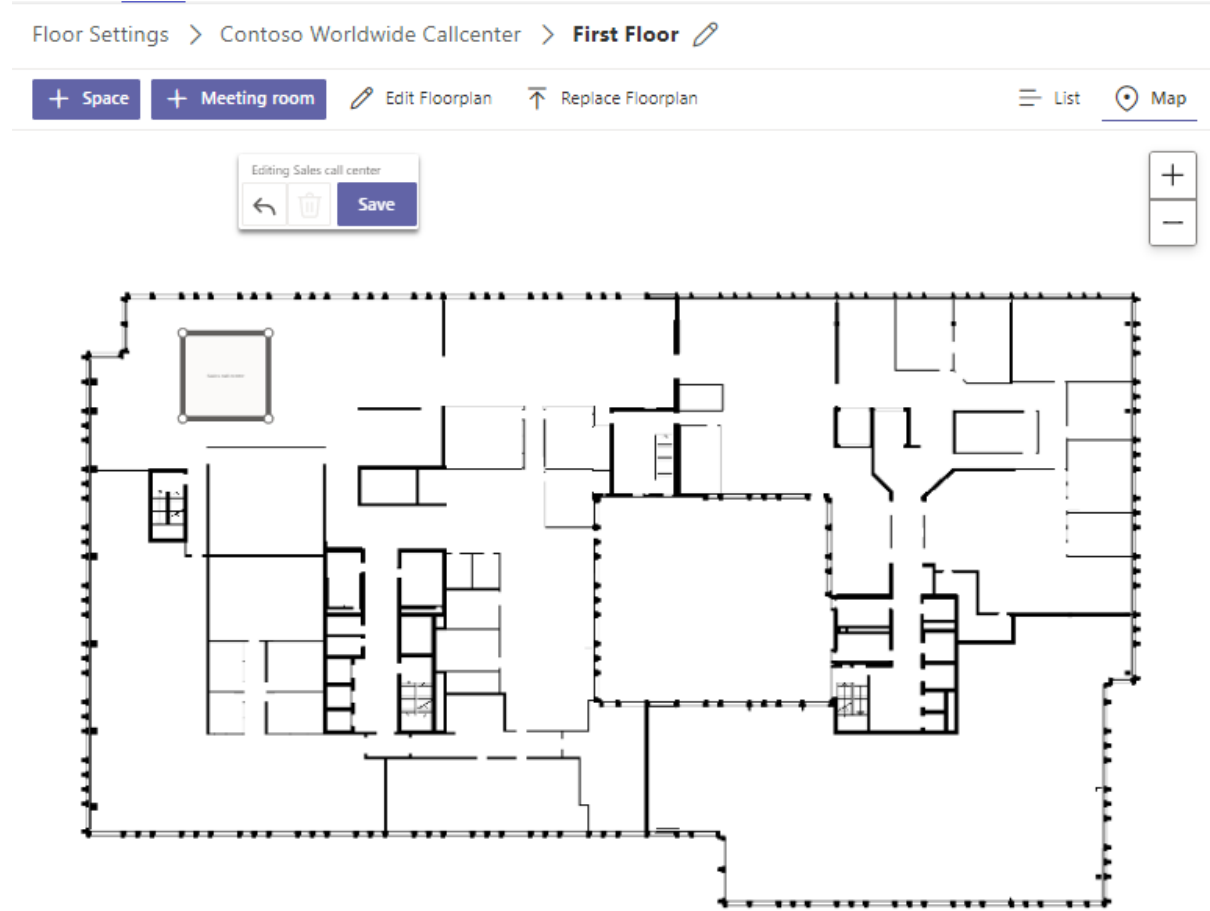 Floor Settings > Contoso Worldwide Callcenter > First Floor
+ Space + Meeting room Edit Floorplan Replace Floorplan List Map
Editing Sales call center
Save